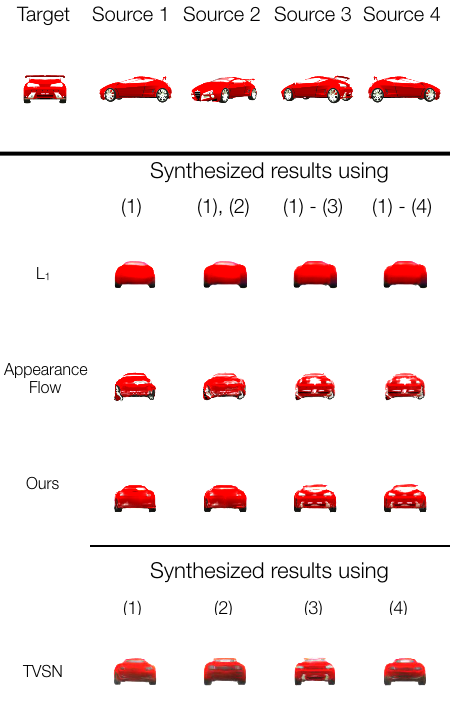 Target Source 1 Source 2 Source 3 Source 4
Synthesized results using
(1) (1), (2) (1) - (3) (1) - (4)
L₁
Appearance
Flow
Ours
Synthesized results using
(1) (2) (3) (4)
TVSN